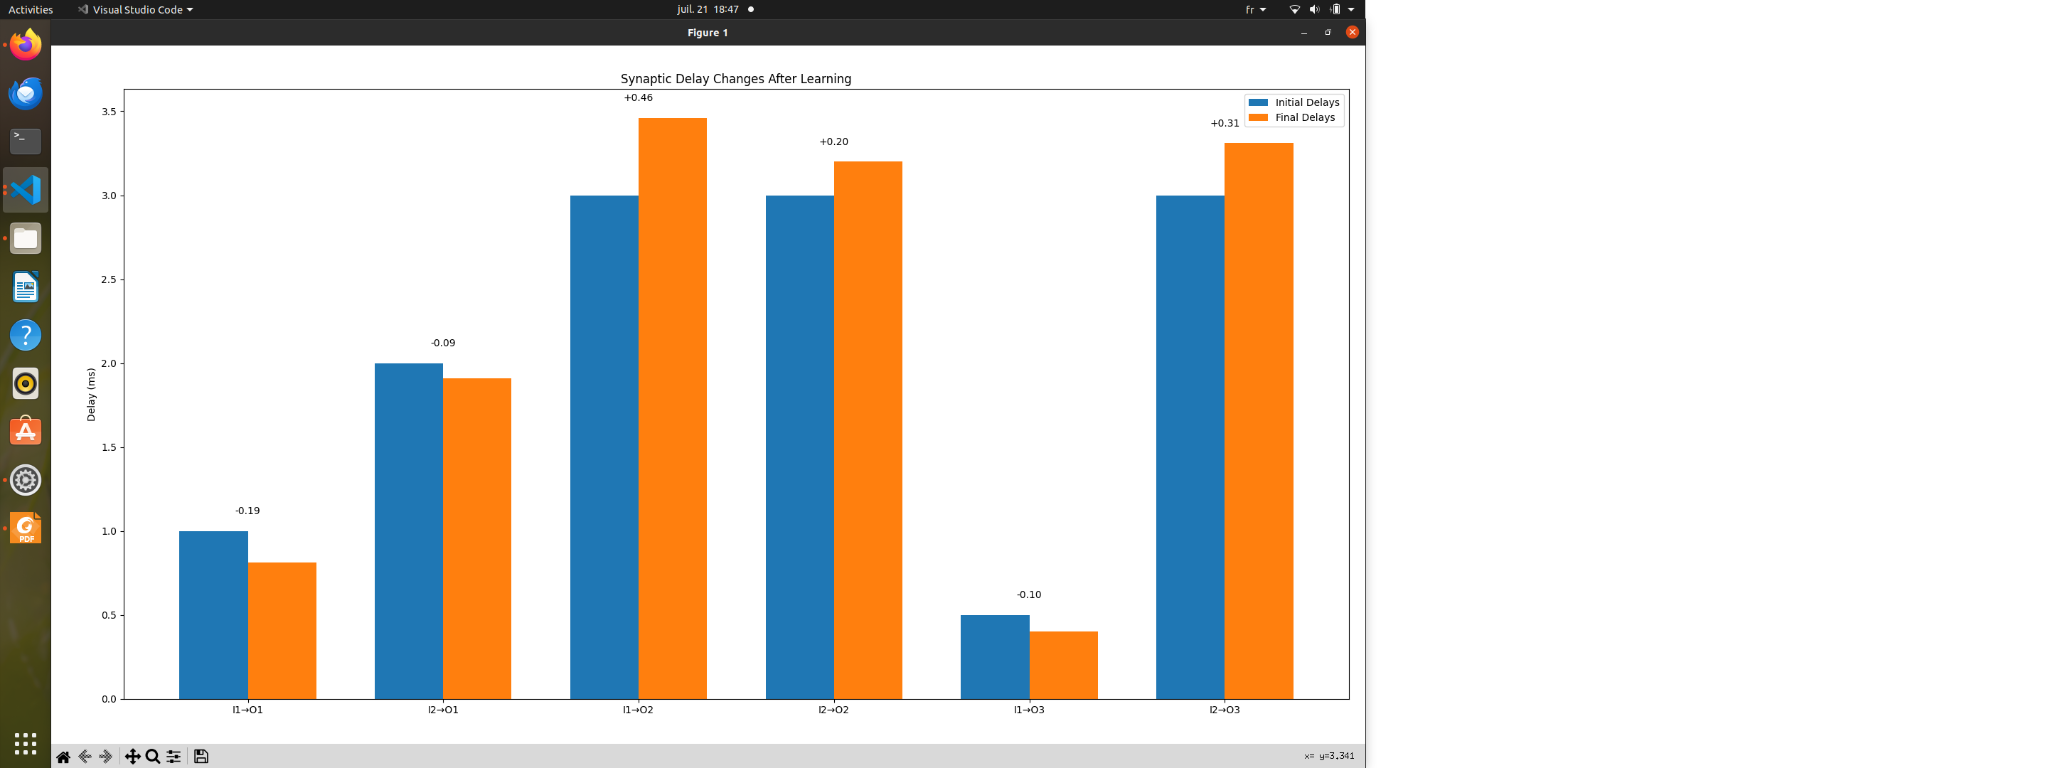 Activities
Visual Studio Code
juil. 21 18:47
fr
Figure 1
Synaptic Delay Changes After Learning
Initial Delays
Final Delays
+0.46
+0.31
+0.20
-0.09
-0.19
-0.10
3.5
3.0
2.5
2.0
1.5
1.0
0.5
0.0
Delay (ms)
I1→O1
I2→O1
I1→O2
I2→O2
I1→O3
I2→O3
>_
?
A
PDF
x= y=3.341